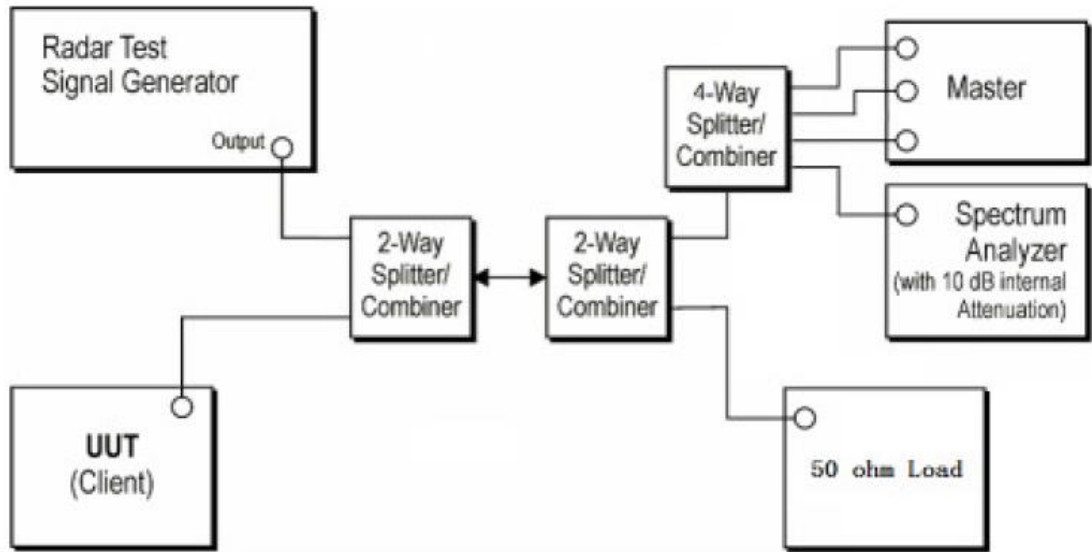 Radar Test
Signal Generator
Output
4-Way
Splitter/
Combiner
Master
Spectrum
Analyzer
(with 10 dB internal
Attenuation)
2-Way
Splitter/
Combiner
2-Way
Splitter/
Combiner
UUT
(Client)
50 ohm Load